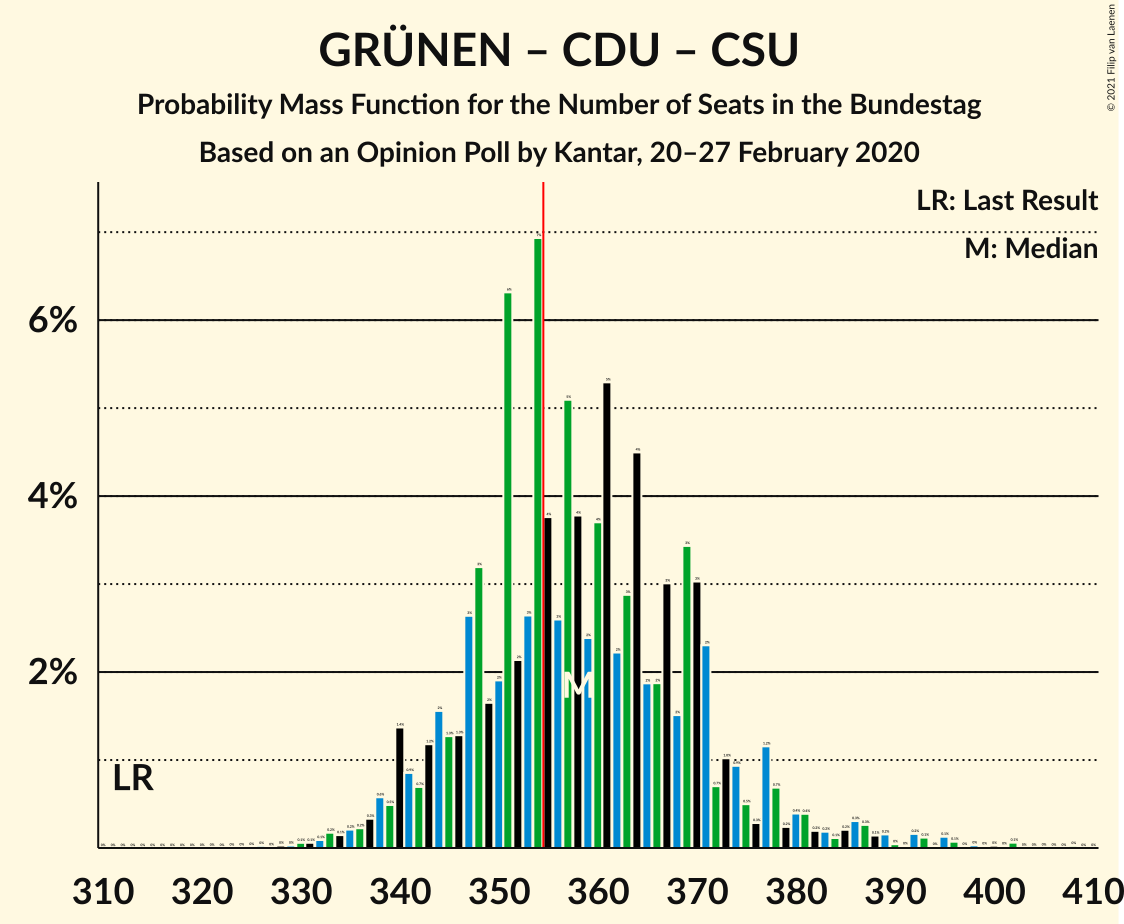 GRÜNEN – CDU – CSU
Probability Mass Function for the Number of Seats in the Bundestag
Based on an Opinion Poll by Kantar, 20–27 February 2020
© 2021 Filip van Laenen
LR: Last Result
M: Median
6%
4%
2%
M
LR
310 320 330 340 350 360 370 380 390 400 410